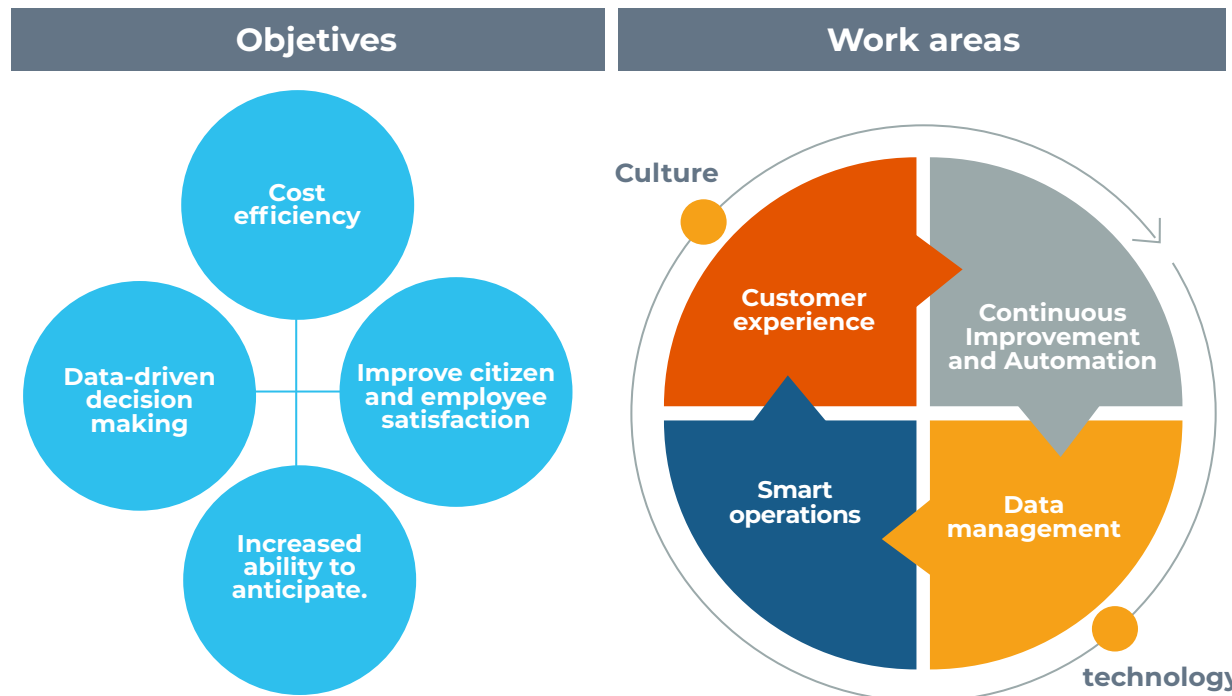 Objetives
Work areas
Cost
efficiency
Data-driven
decision
making
Improve citizen
and employee
satisfaction
Increased
ability to
anticipate.
Culture
Customer
experience
Continuous
Improvement
and Automation
Smart
operations
Data
management
technology